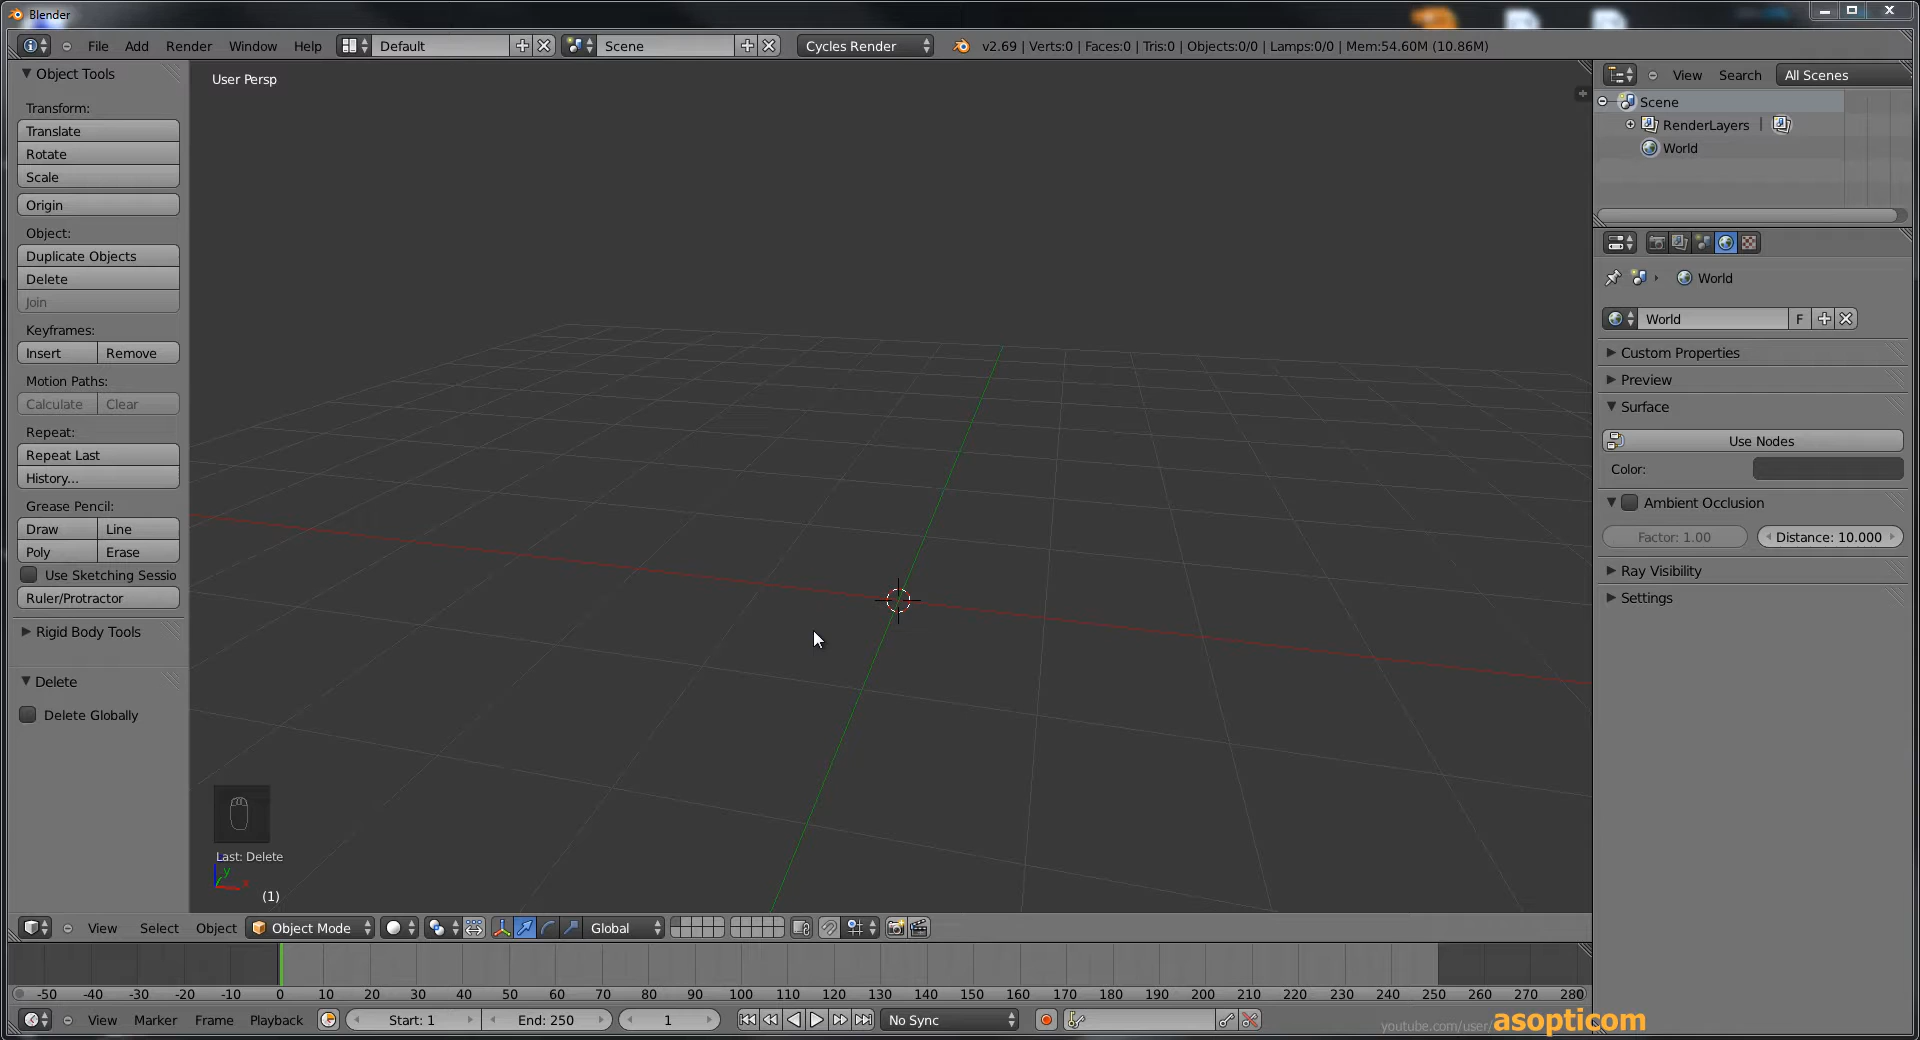 Blender
File Add Render Window Help Default Scene Cycles Render v2.69 | Verts:0 | Faces:0 | Tris:0 | Objects:0/0 | Lamps:0/0 | Mem:54.60M (10.86M)
Object Tools
Transform:
Translate
Rotate
Scale
Origin
Object:
Duplicate Objects
Delete
Join
Keyframes:
Insert Remove
Motion Paths:
Calculate Clear
Repeat:
Repeat Last
History...
Grease Pencil:
Draw Line
Poly Erase
Use Sketching Sessio
Ruler/Protractor
Rigid Body Tools
Delete
Delete Globally
User Persp
Last: Delete
y
x
(1)
View Search All Scenes
Scene
RenderLayers
World
World
World F
Custom Properties
Preview
Surface
Use Nodes
Color:
Ambient Occlusion
Factor: 1.00 Distance: 10.000
Ray Visibility
Settings
View Select Object Object Mode Global
-50 -40 -30 -20 -10 0 10 20 30 40 50 60 70 80 90 100 110 120 130 140 150 160 170 180 190 200 210 220 230 240 250 260 270 280
View Marker Frame Playback Start: 1 End: 250 1 No Sync
youtube.com/user/asopticom